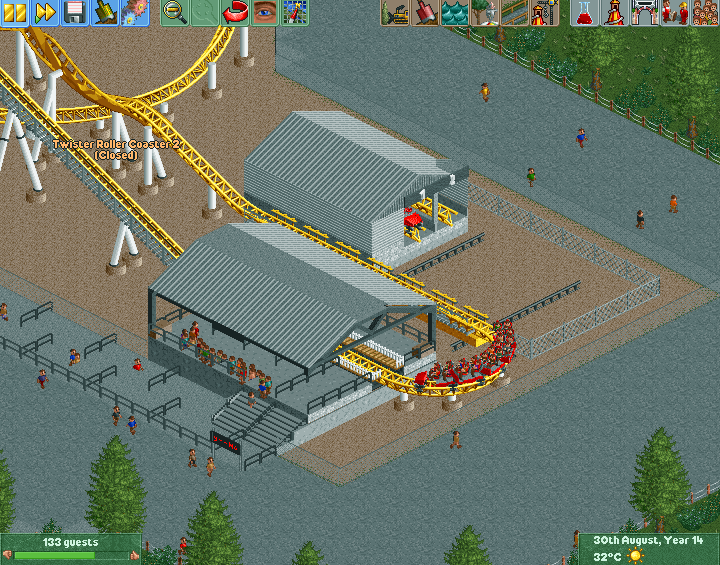 Twister Roller Coaster 2
(Closed)
133 guests
30th August, Year 14
32°C